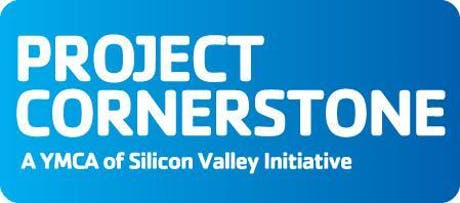 PROJECT
CORNERSTONE
A YMCA of Silicon Valley Initiative